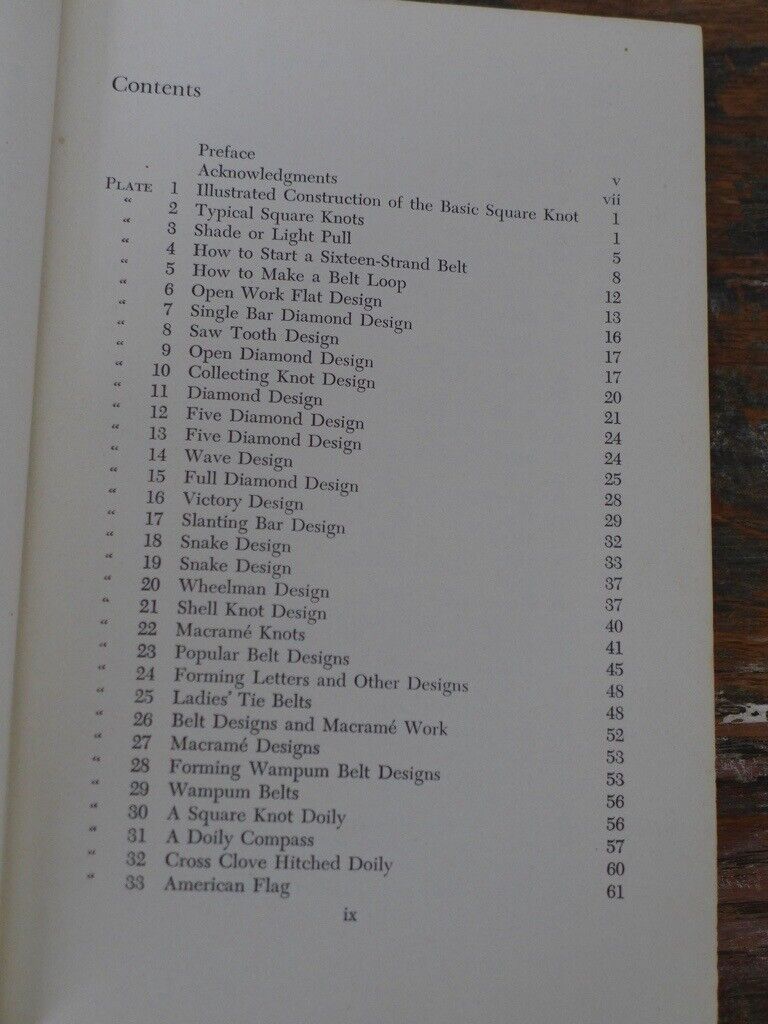 Contents
Preface v
Acknowledgments vii
PLATE 1 Illustrated Construction of the Basic Square Knot 1
“ 2 Typical Square Knots 1
“ 3 Shade or Light Pull 5
“ 4 How to Start a Sixteen-Strand Belt 8
“ 5 How to Make a Belt Loop 12
“ 6 Open Work Flat Design 13
“ 7 Single Bar Diamond Design 16
“ 8 Saw Tooth Design 17
“ 9 Open Diamond Design 17
“ 10 Collecting Knot Design 20
“ 11 Diamond Design 21
“ 12 Five Diamond Design 24
“ 13 Five Diamond Design 24
“ 14 Wave Design 25
“ 15 Full Diamond Design 28
“ 16 Victory Design 29
“ 17 Slanting Bar Design 32
“ 18 Snake Design 33
“ 19 Snake Design 37
“ 20 Wheelman Design 37
“ 21 Shell Knot Design 40
“ 22 Macramé Knots 41
“ 23 Popular Belt Designs 45
“ 24 Forming Letters and Other Designs 48
“ 25 Ladies' Tie Belts 48
“ 26 Belt Designs and Macramé Work 52
“ 27 Macramé Designs 53
“ 28 Forming Wampum Belt Designs 53
“ 29 Wampum Belts 56
“ 30 A Square Knot Doily 56
“ 31 A Doily Compass 57
“ 32 Cross Clove Hitched Doily 60
“ 33 American Flag 61
ix